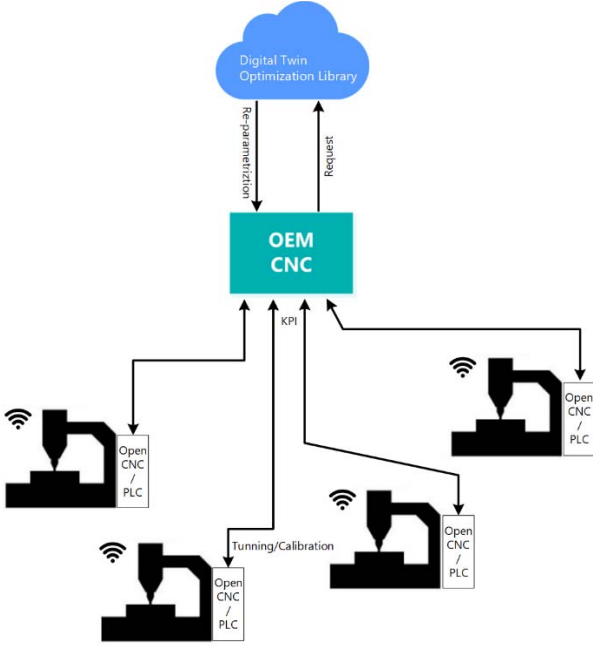 Digital Twin
Optimization Library
Re-parametriztion
Request
OEM
CNC
KPI
Open
CNC
/
PLC
Open
CNC
/
PLC
Open
CNC
/
PLC
Tunning/Calibration
Open
CNC
/
PLC